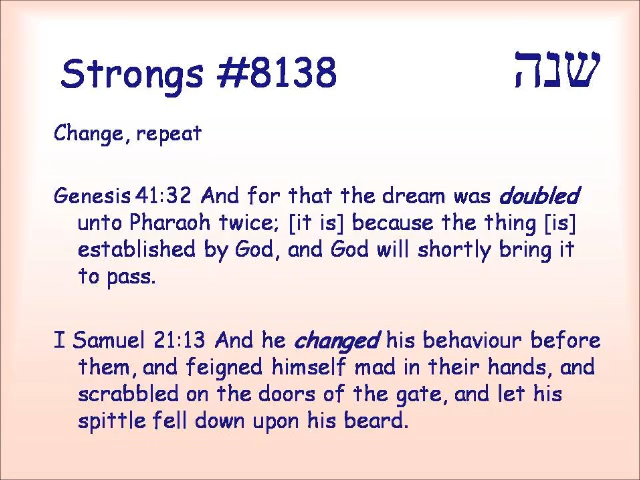 Strongs #8138 שנה
Change, repeat
Genesis 41:32 And for that the dream was doubled
unto Pharaoh twice; [it is] because the thing [is]
established by God, and God will shortly bring it
to pass.
I Samuel 21:13 And he changed his behaviour before
them, and feigned himself mad in their hands, and
scrabbled on the doors of the gate, and let his
spittle fell down upon his beard.